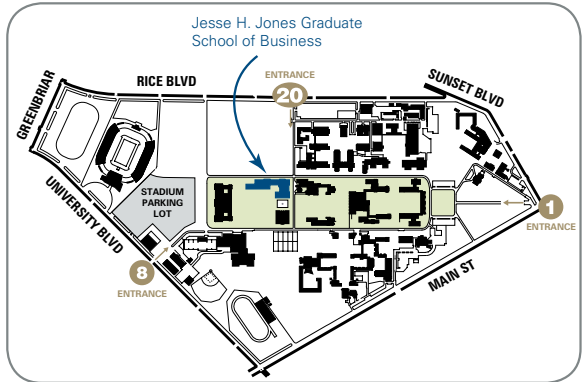 Jesse H. Jones Graduate
School of Business
RICE BLVD
ENTRANCE
20
SUNSET BLVD
GREENBRIAR
UNIVERSITY BLVD
STADIUM
PARKING
LOT
1
ENTRANCE
8
ENTRANCE
MAIN ST